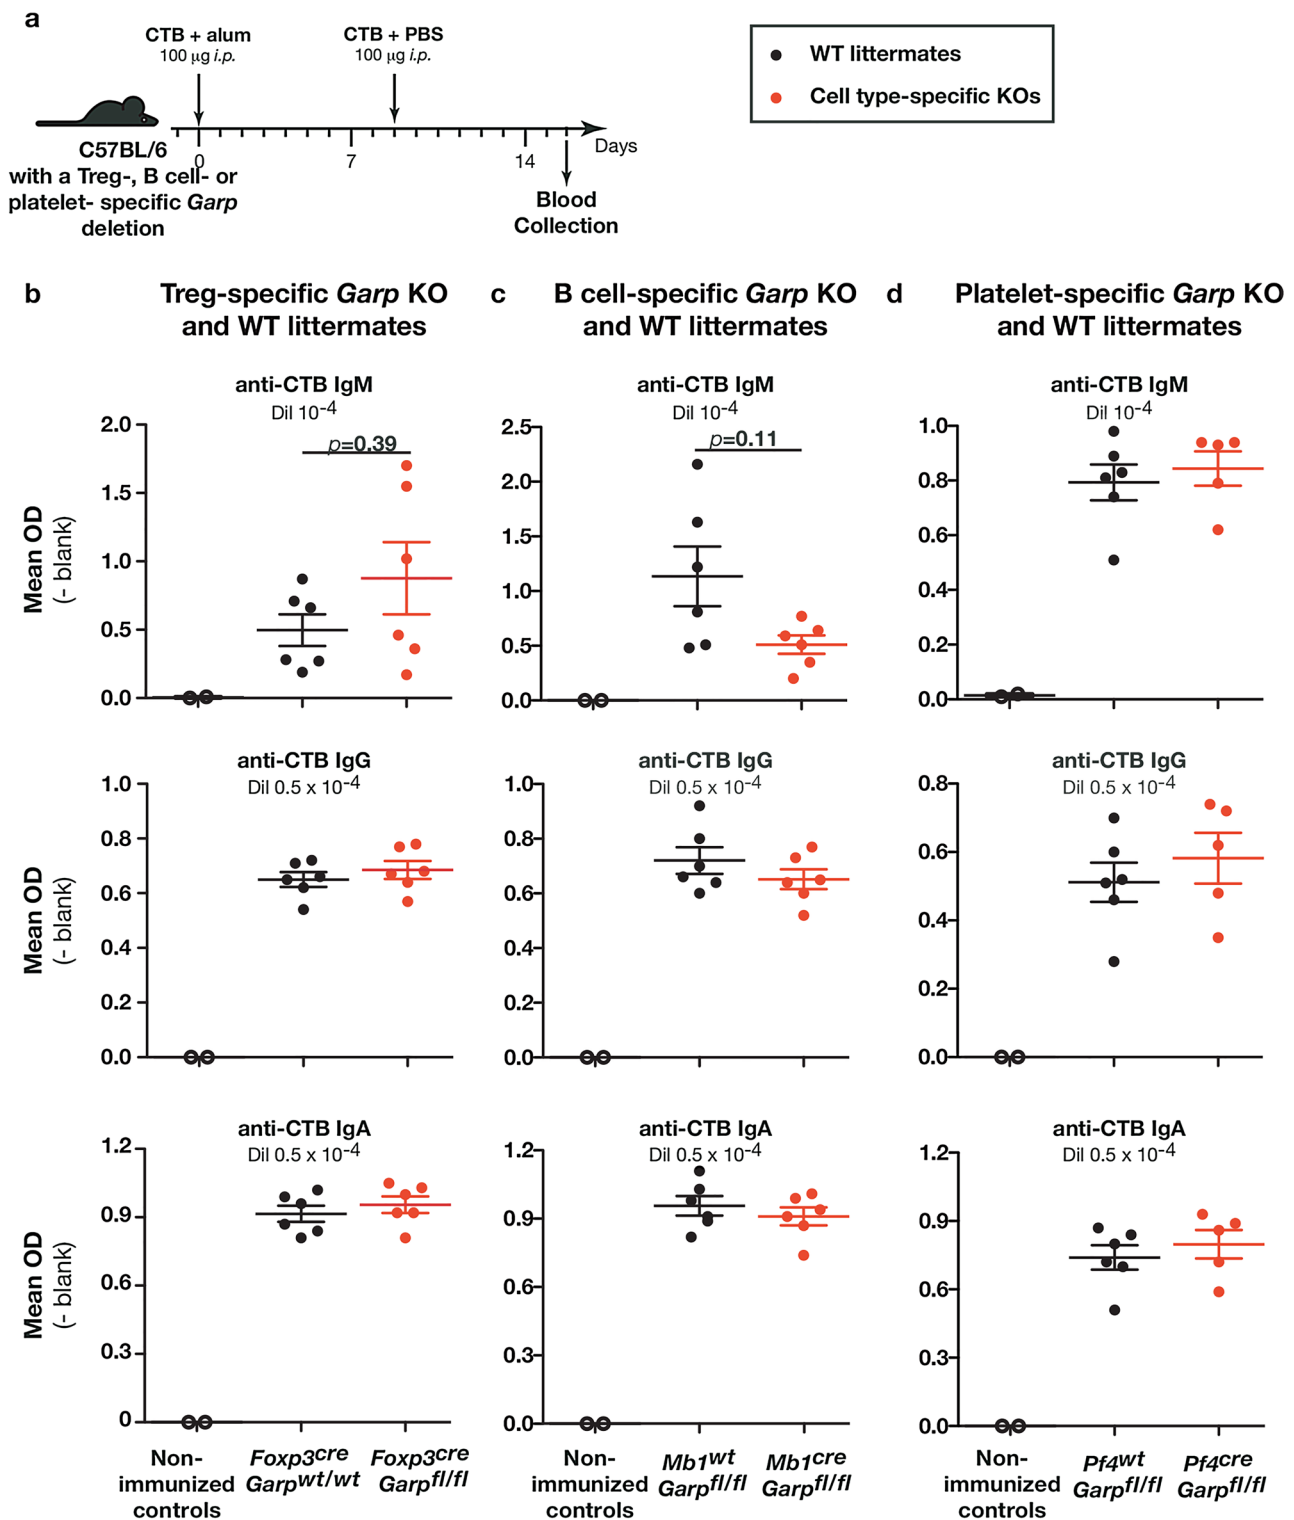 a
CTB + alum
100 µg i.p.
CTB + PBS
100 µg i.p.
WT littermates
Cell type-specific KOs
0
7
14
Days
C57BL/6
with a Treg-, B cell- or
platelet- specific Garp
deletion
Blood
Collection
b
Treg-specific Garp KO
and WT littermates
c
B cell-specific Garp KO
and WT littermates
d
Platelet-specific Garp KO
and WT littermates
anti-CTB IgM
Dil 10-4
p=0.39
2.0
1.5
1.0
0.5
0.0
Mean OD
(- blank)
anti-CTB IgM
Dil 10-4
p=0.11
2.5
2.0
1.5
1.0
0.5
0.0
anti-CTB IgM
Dil 10-4
1.0
0.8
0.6
0.4
0.2
0.0
anti-CTB IgG
Dil 0.5 x 10-4
1.0
0.8
0.6
0.4
0.2
0.0
Mean OD
(- blank)
anti-CTB IgG
Dil 0.5 x 10-4
1.0
0.8
0.6
0.4
0.2
0.0
anti-CTB IgG
Dil 0.5 x 10-4
0.8
0.6
0.4
0.2
0.0
anti-CTB IgA
Dil 0.5 x 10-4
1.2
0.9
0.6
0.3
0
Mean OD
(- blank)
anti-CTB IgA
Dil 0.5 x 10-4
1.2
0.9
0.6
0.3
0.0
anti-CTB IgA
Dil 0.5 x 10-4
1.2
0.9
0.6
0.3
0.0
Non-
immunized
controls
Foxp3cre
Garpwt/wt
Foxp3cre
Garpfl/fl
Non-
immunized
controls
Mb1wt
Garpfl/fl
Mb1cre
Garpfl/fl
Non-
immunized
controls
Pf4wt
Garpfl/fl
Pf4cre
Garpfl/fl